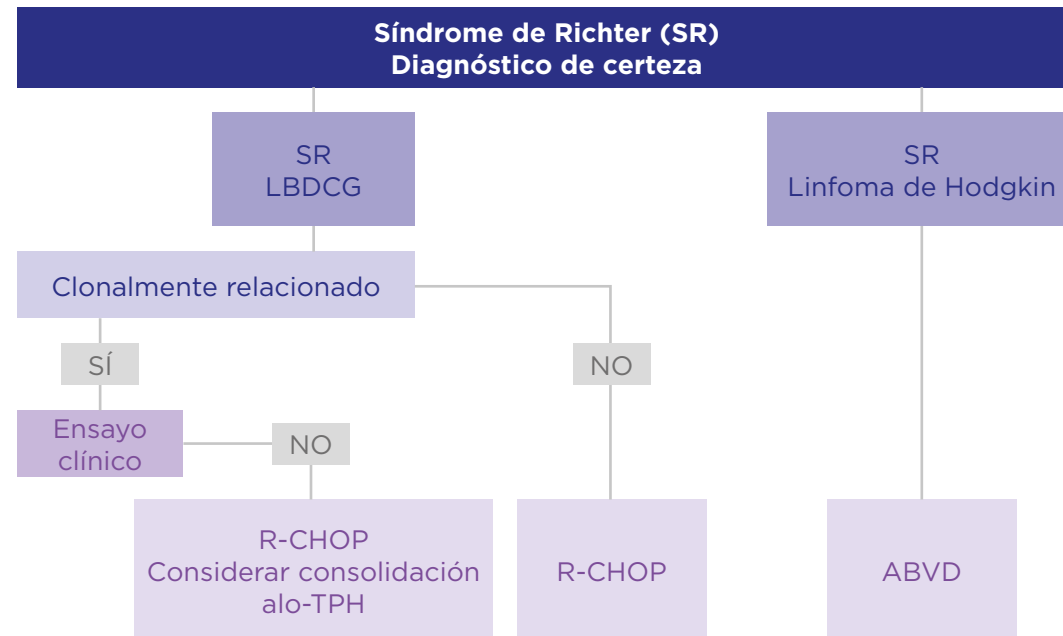 Síndrome de Richter (SR)
Diagnóstico de certeza
SR
LBDCG
SR
Linfoma de Hodgkin
Clonalmente relacionado
SÍ
NO
Ensayo
clínico
NO
R-CHOP
Considerar consolidación
alo-TPH
R-CHOP
ABVD